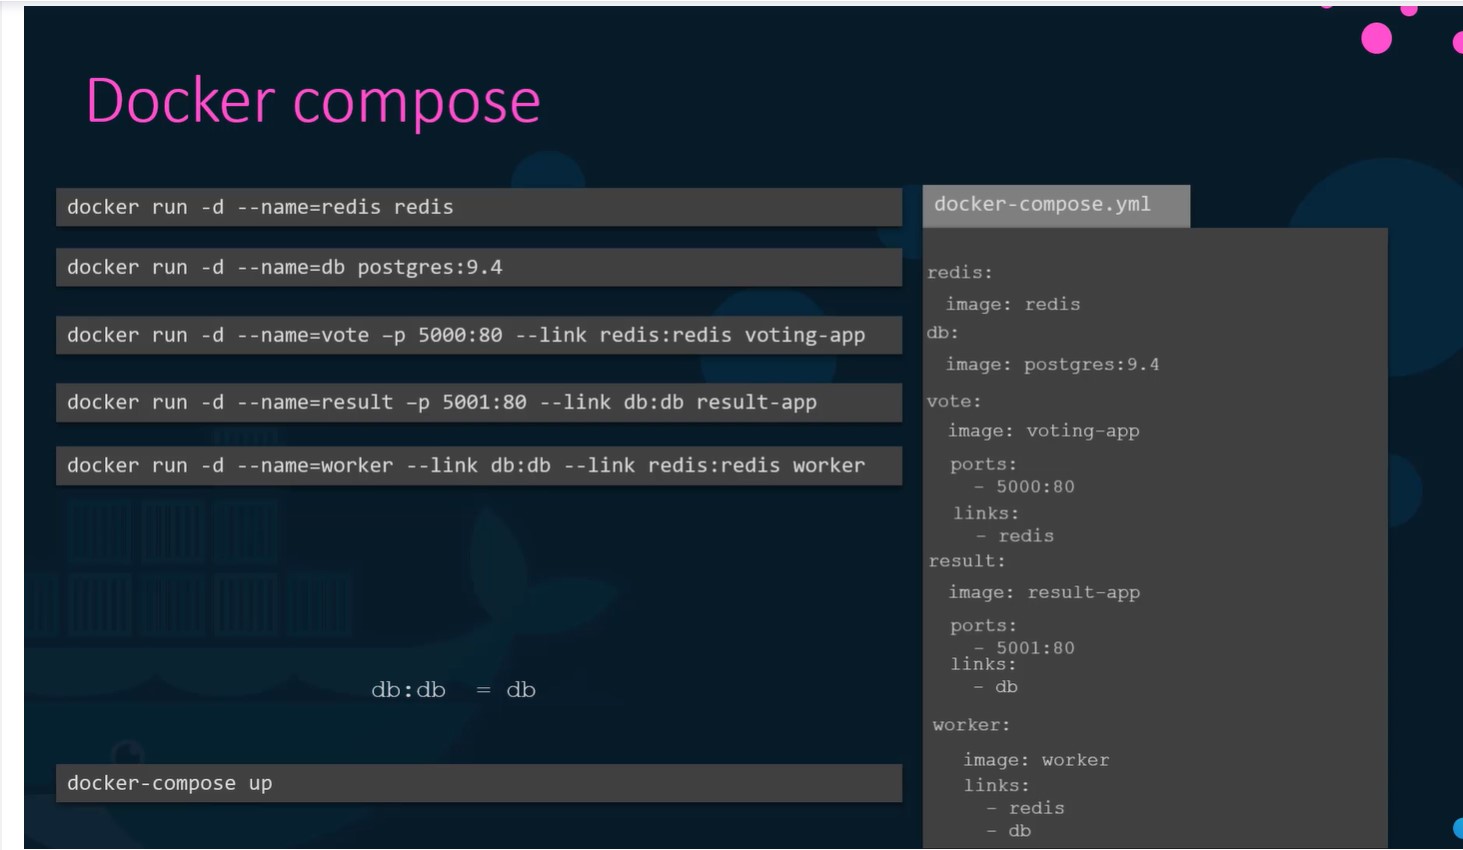 Docker compose
docker run -d --name=redis redis
docker run -d --name=db postgres:9.4
docker run -d --name=vote –p 5000:80 --link redis:redis voting-app
docker run -d --name=result –p 5001:80 --link db:db result-app
docker run -d --name=worker --link db:db --link redis:redis worker
db:db = db
docker-compose up
docker-compose.yml
redis:
image: redis
db:
image: postgres:9.4
vote:
image: voting-app
ports:
- 5000:80
links:
- redis
result:
image: result-app
ports:
- 5001:80
links:
- db
worker:
image: worker
links:
- redis
- db